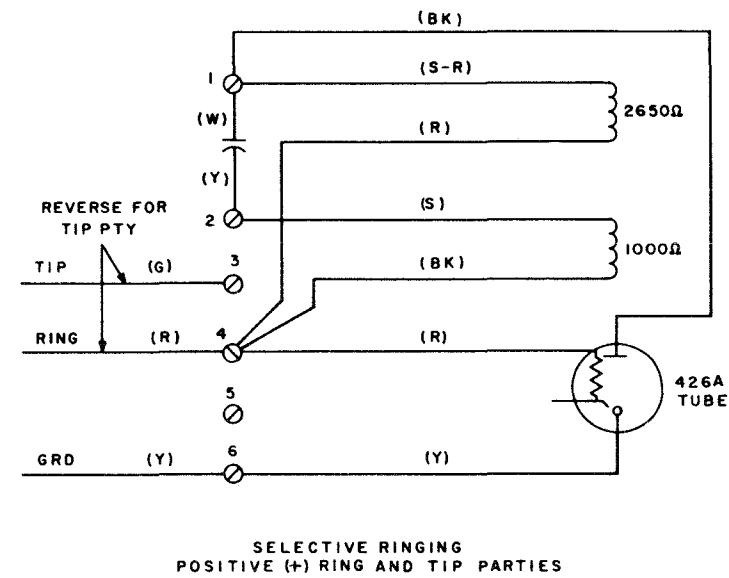 (BK)
1
(S-R)
2650Ω
(W)
(R)
(Y)
REVERSE FOR
TIP PTY
2
(S)
1000Ω
TIP
(G)
3
(BK)
RING
(R)
4
(R)
426A
TUBE
5
GRD
(Y)
6
(Y)
SELECTIVE RINGING
POSITIVE (+) RING AND TIP PARTIES